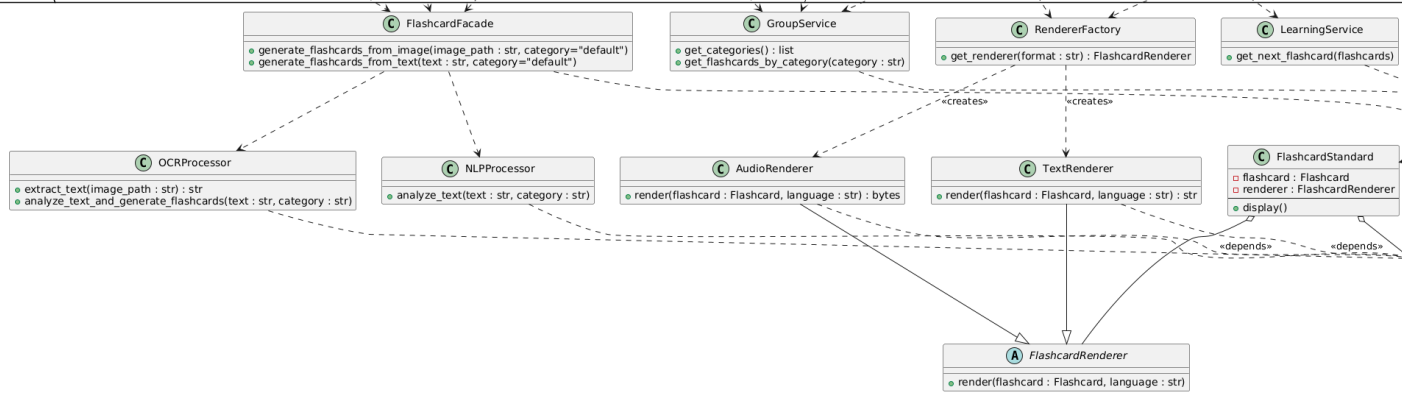 C FlashcardFacade
generate_flashcards_from_image(image_path : str, category="default")
generate_flashcards_from_text(text : str, category="default")
C GroupService
get_categories() : list
get_flashcards_by_category(category : str)
C RendererFactory
get_renderer(format : str) : FlashcardRenderer
C LearningService
get_next_flashcard(flashcards)
«creates»
«creates»
C OCRProcessor
extract_text(image_path : str) : str
analyze_text_and_generate_flashcards(text : str, category : str)
C NLPProcessor
analyze_text(text : str, category : str)
C AudioRenderer
render(flashcard : Flashcard, language : str) : bytes
C TextRenderer
render(flashcard : Flashcard, language : str) : str
C FlashcardStandard
flashcard : Flashcard
renderer : FlashcardRenderer
display()
«depends»
«depends»
A FlashcardRenderer
render(flashcard : Flashcard, language : str)